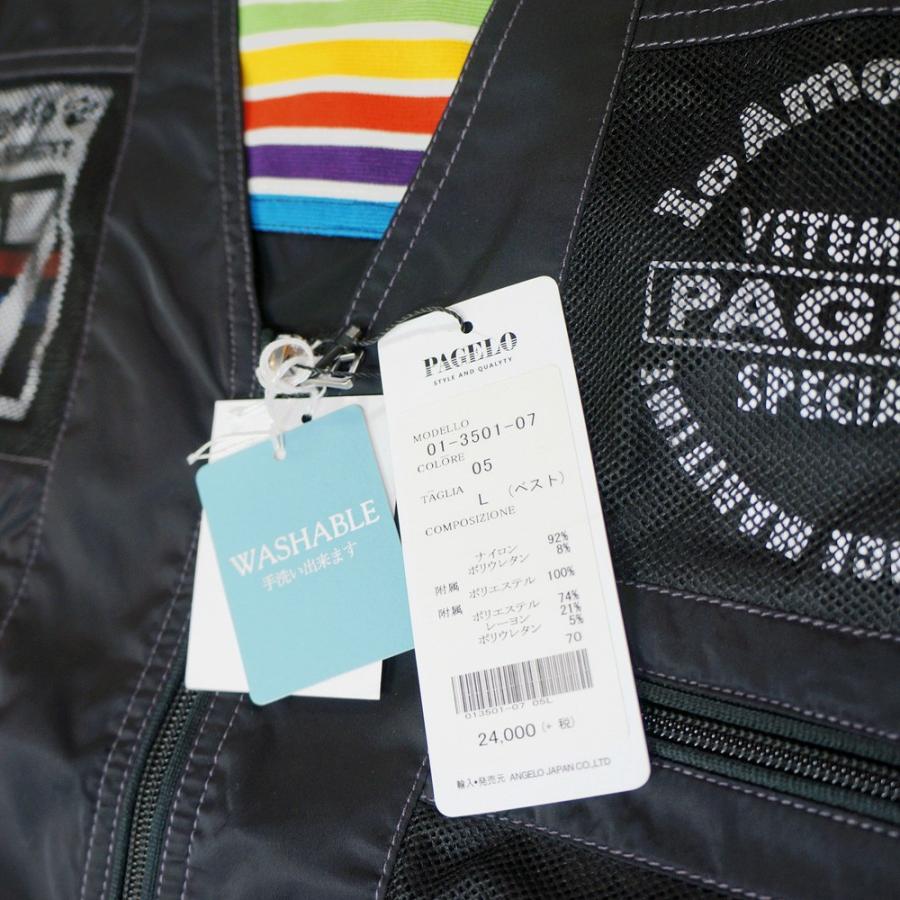 IoAmo
VITER
PAGE
SPECIA
PAGELO
STYLE AND QUALYTY
MODELLO
01-3501-07
COLORE
05
TAGLIA
L (ベスト)
COMPOSIZIONE
ナイロン 92%
ポリウレタン 8%
附属 ポリエステル 100%
附属 ポリエステル 74%
レーヨン 21%
ポリウレタン 5%
70
013501-07 05L
24,000 (+ 税)
輸入・発売元 ANGELO JAPAN CO.,LTD
WASHABLE
手洗い出来ます